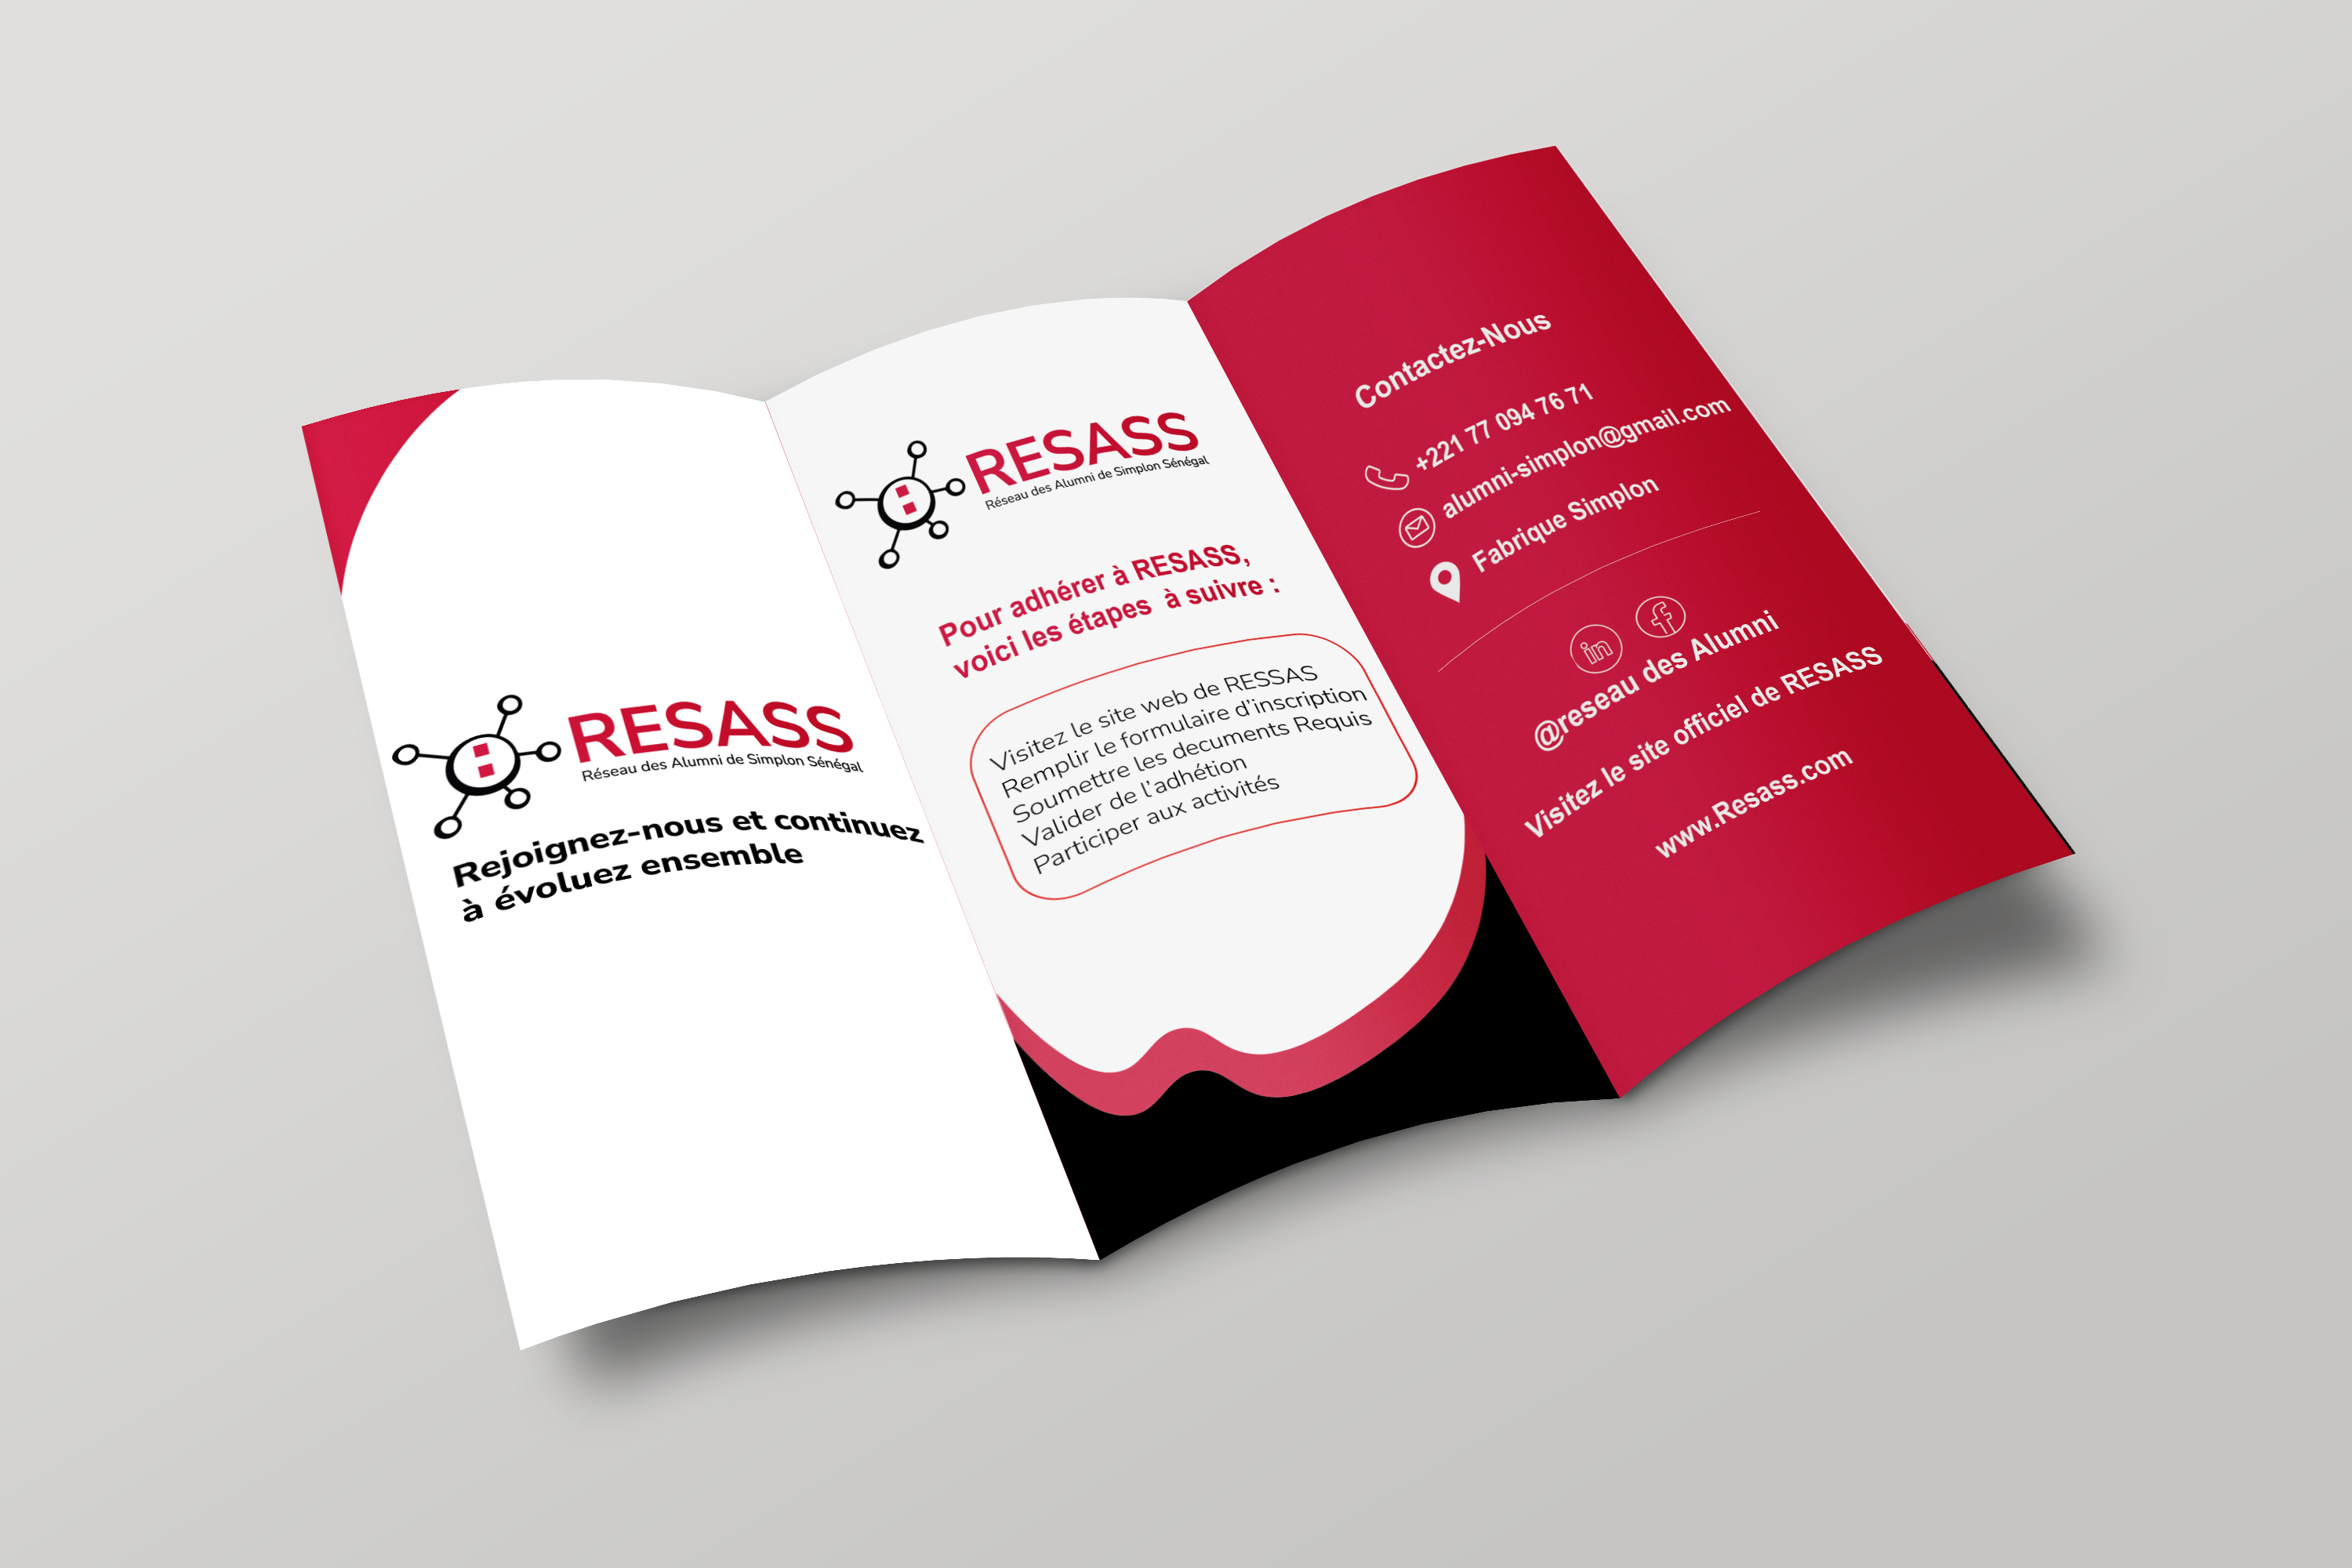 RESASS
Réseau des Alumni de Simplon Sénégal
Rejoignez-nous et continuez
à évoluez ensemble
RESASS
Réseau des Alumni de Simplon Sénégal
Pour adhérer à RESASS,
voici les étapes à suivre :
Visitez le site web de RESSAS
Remplir le formulaire d'inscription
Soumettre les decuments Requis
Valider de l'adhétion
Participer aux activités
Contactez-Nous
+221 77 094 76 71
alumni-simplon@gmail.com
Fabrique Simplon
in f
@reseau des Alumni
Visitez le site officiel de RESASS
www.Resass.com